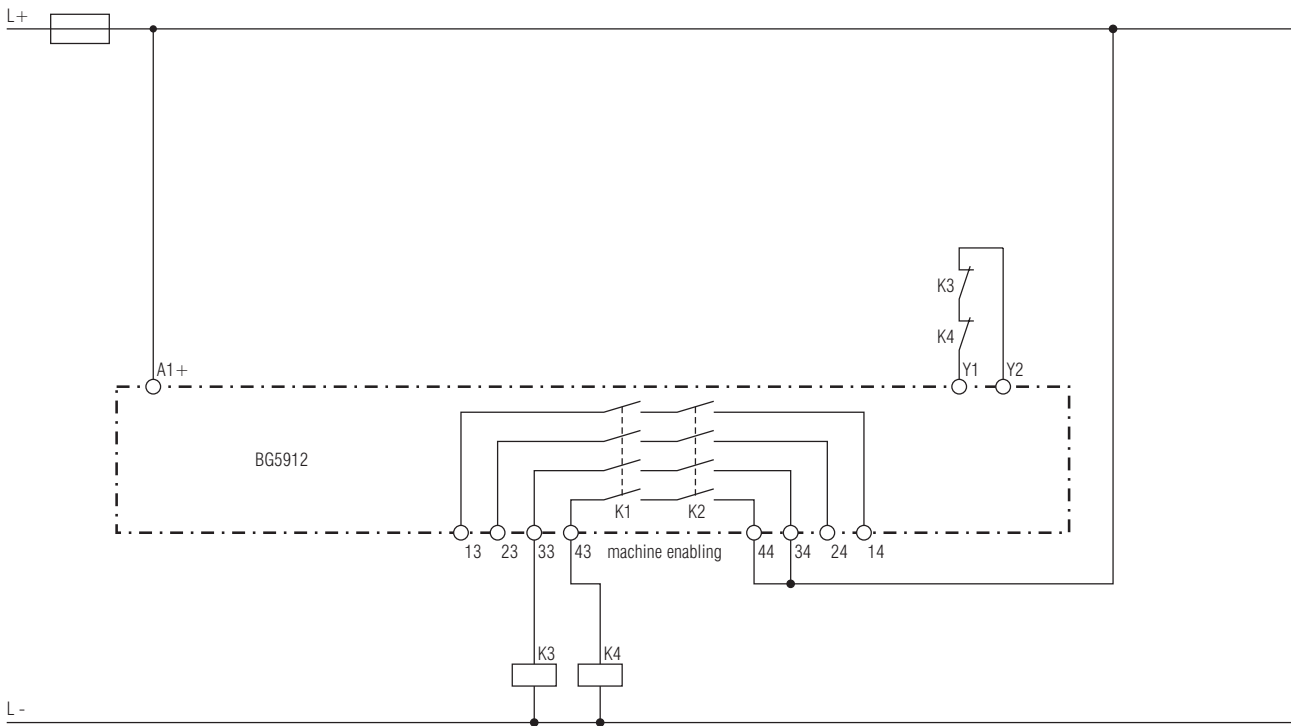 L+
K3
K4
A1+
Y1
Y2
BG5912
K1
K2
13
23
33
43
machine enabling
44
34
24
14
K3
K4
L -